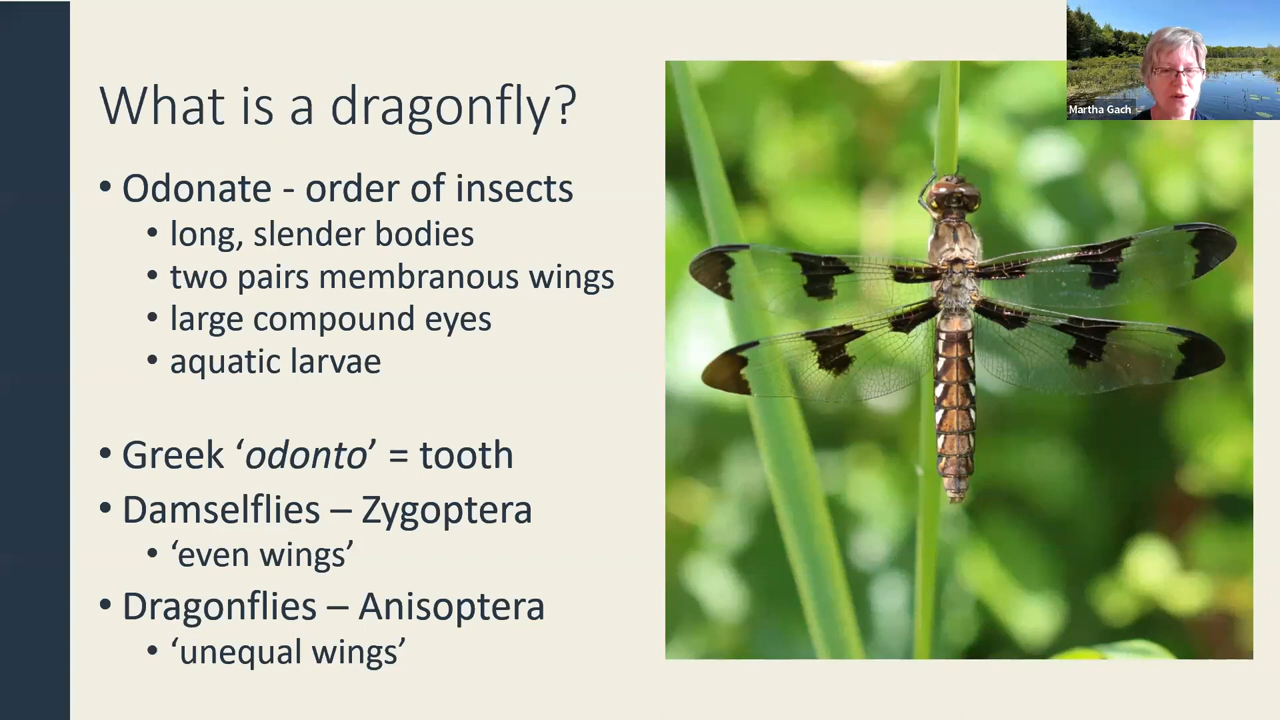 What is a dragonfly?
• Odonate - order of insects
• long, slender bodies
• two pairs membranous wings
• large compound eyes
• aquatic larvae
• Greek ‘odonto’ = tooth
• Damselflies – Zygoptera
• ‘even wings’
• Dragonflies – Anisoptera
• ‘unequal wings’
Martha Gach